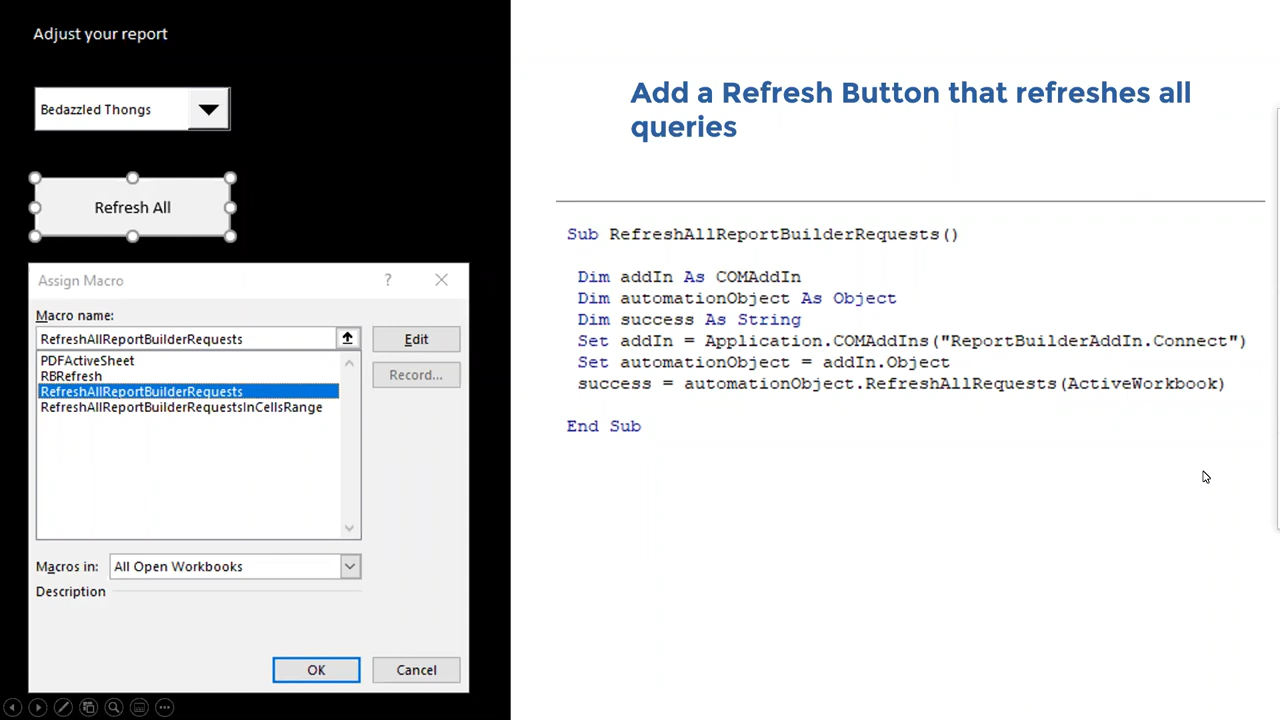 Adjust your report
Bedazzled Thongs
Refresh All
Assign Macro
?
Macro name:
RefreshAllReportBuilderRequests
Edit
PDFActiveSheet
RBRefresh
RefreshAllReportBuilderRequests
RefreshAllReportBuilderRequestsInCellsRange
Record...
Macros in:
All Open Workbooks
Description
OK
Cancel
Add a Refresh Button that refreshes all
queries
Sub RefreshAllReportBuilderRequests()
Dim addIn As COMAddIn
Dim automationObject As Object
Dim success As String
Set addIn = Application.COMAddIns("ReportBuilderAddIn.Connect")
Set automationObject = addIn.Object
success = automationObject.RefreshAllRequests(ActiveWorkbook)
End Sub